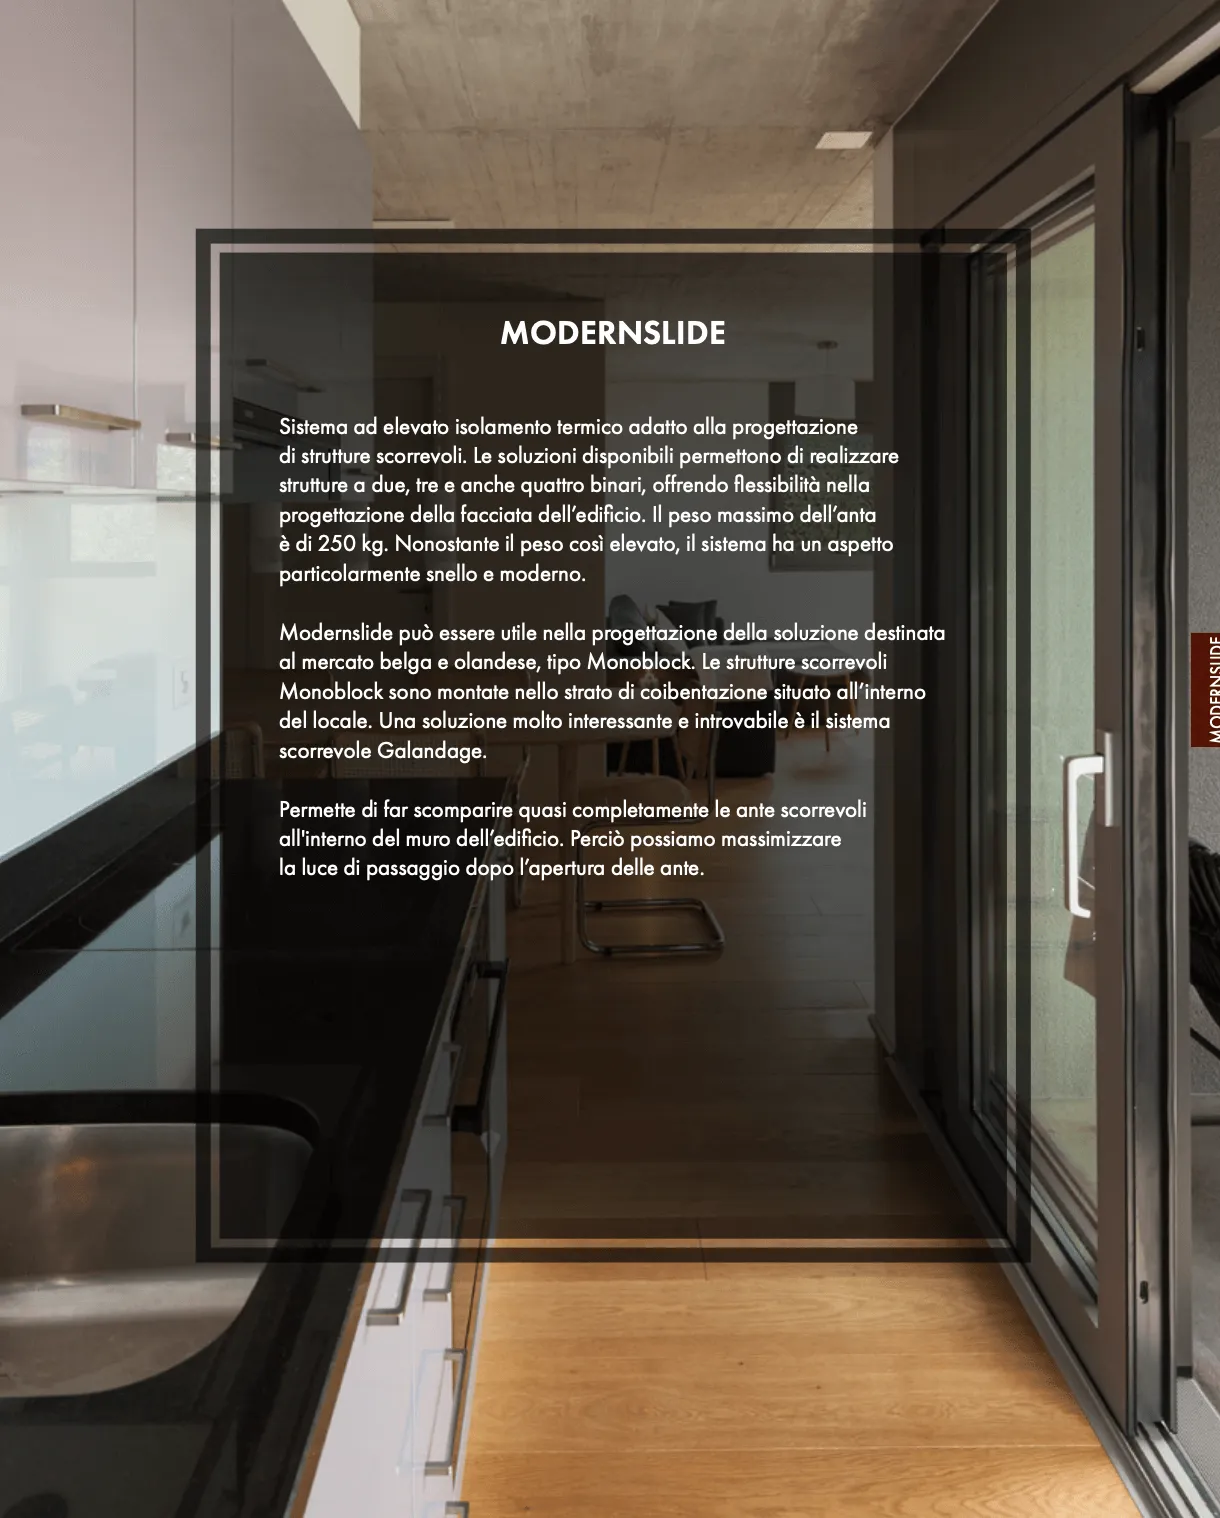 MODERNSLIDE
Sistema ad elevato isolamento termico adatto alla progettazione
di strutture scorrevoli. Le soluzioni disponibili permettono di realizzare
strutture a due, tre e anche quattro binari, offrendo flessibilità nella
progettazione della facciata dell’edificio. Il peso massimo dell’anta
è di 250 kg. Nonostante il peso così elevato, il sistema ha un aspetto
particolarmente snello e moderno.
Modernslide può essere utile nella progettazione della soluzione destinata
al mercato belga e olandese, tipo Monoblock. Le strutture scorrevoli
Monoblock sono montate nello strato di coibentazione situato all’interno
del locale. Una soluzione molto interessante e introvabile è il sistema
scorrevole Galandage.
Permette di far scomparire quasi completamente le ante scorrevoli
all'interno del muro dell’edificio. Perciò possiamo massimizzare
la luce di passaggio dopo l’apertura delle ante.
MODERNSLIDE